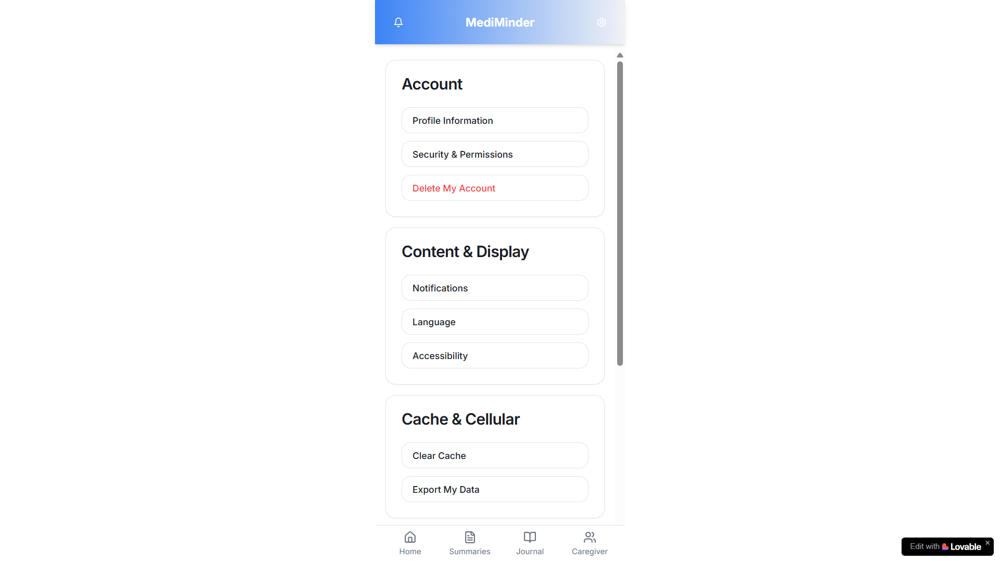 MediMinder
Account
Profile Information
Security & Permissions
Delete My Account
Content & Display
Notifications
Language
Accessibility
Cache & Cellular
Clear Cache
Export My Data
Home
Summaries
Journal
Caregiver
Edit with Lovable ×